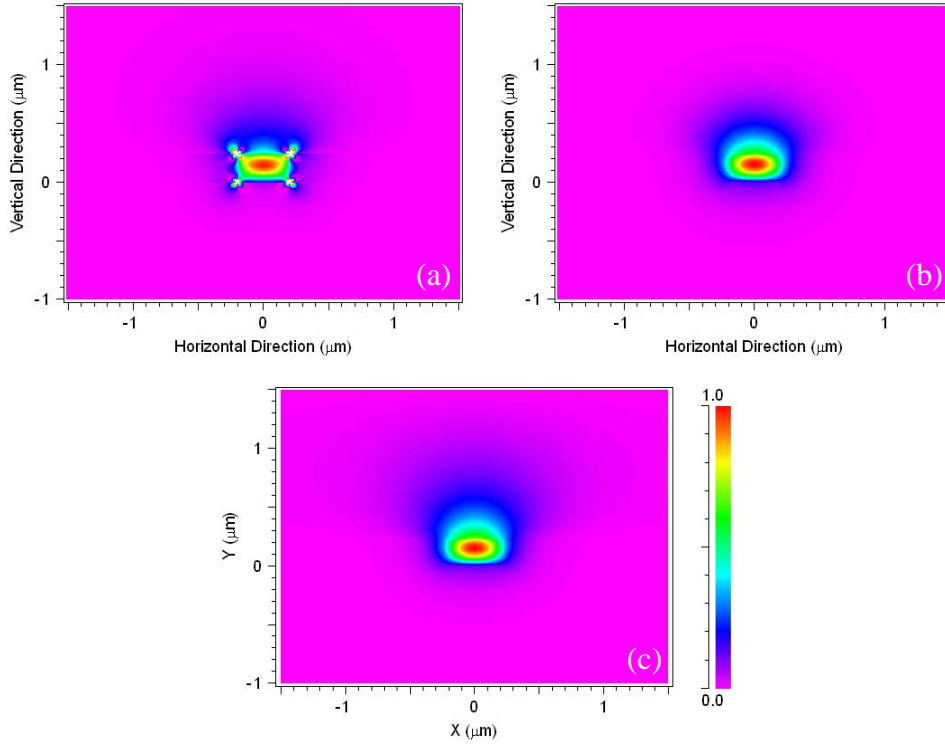 Vertical Direction (μm)
1
0
-1
-1
0
1
Horizontal Direction (μm)
(a)
Vertical Direction (μm)
1
0
-1
-1
0
1
Horizontal Direction (μm)
(b)
Y (μm)
1
0
-1
-1
0
1
X (μm)
(c)
1.0
0.0